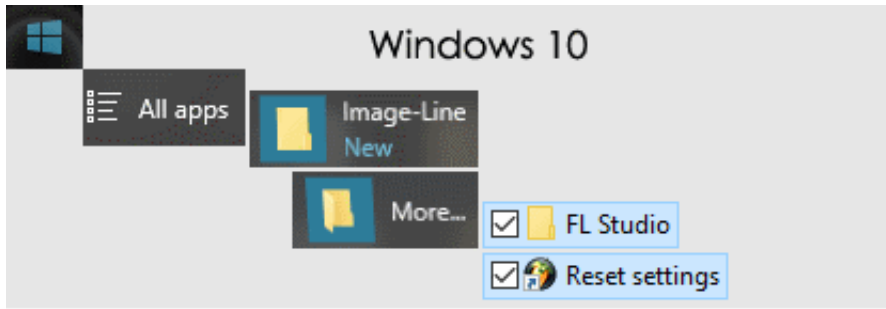 Windows 10
All apps
Image-Line
New
More...
FL Studio
Reset settings